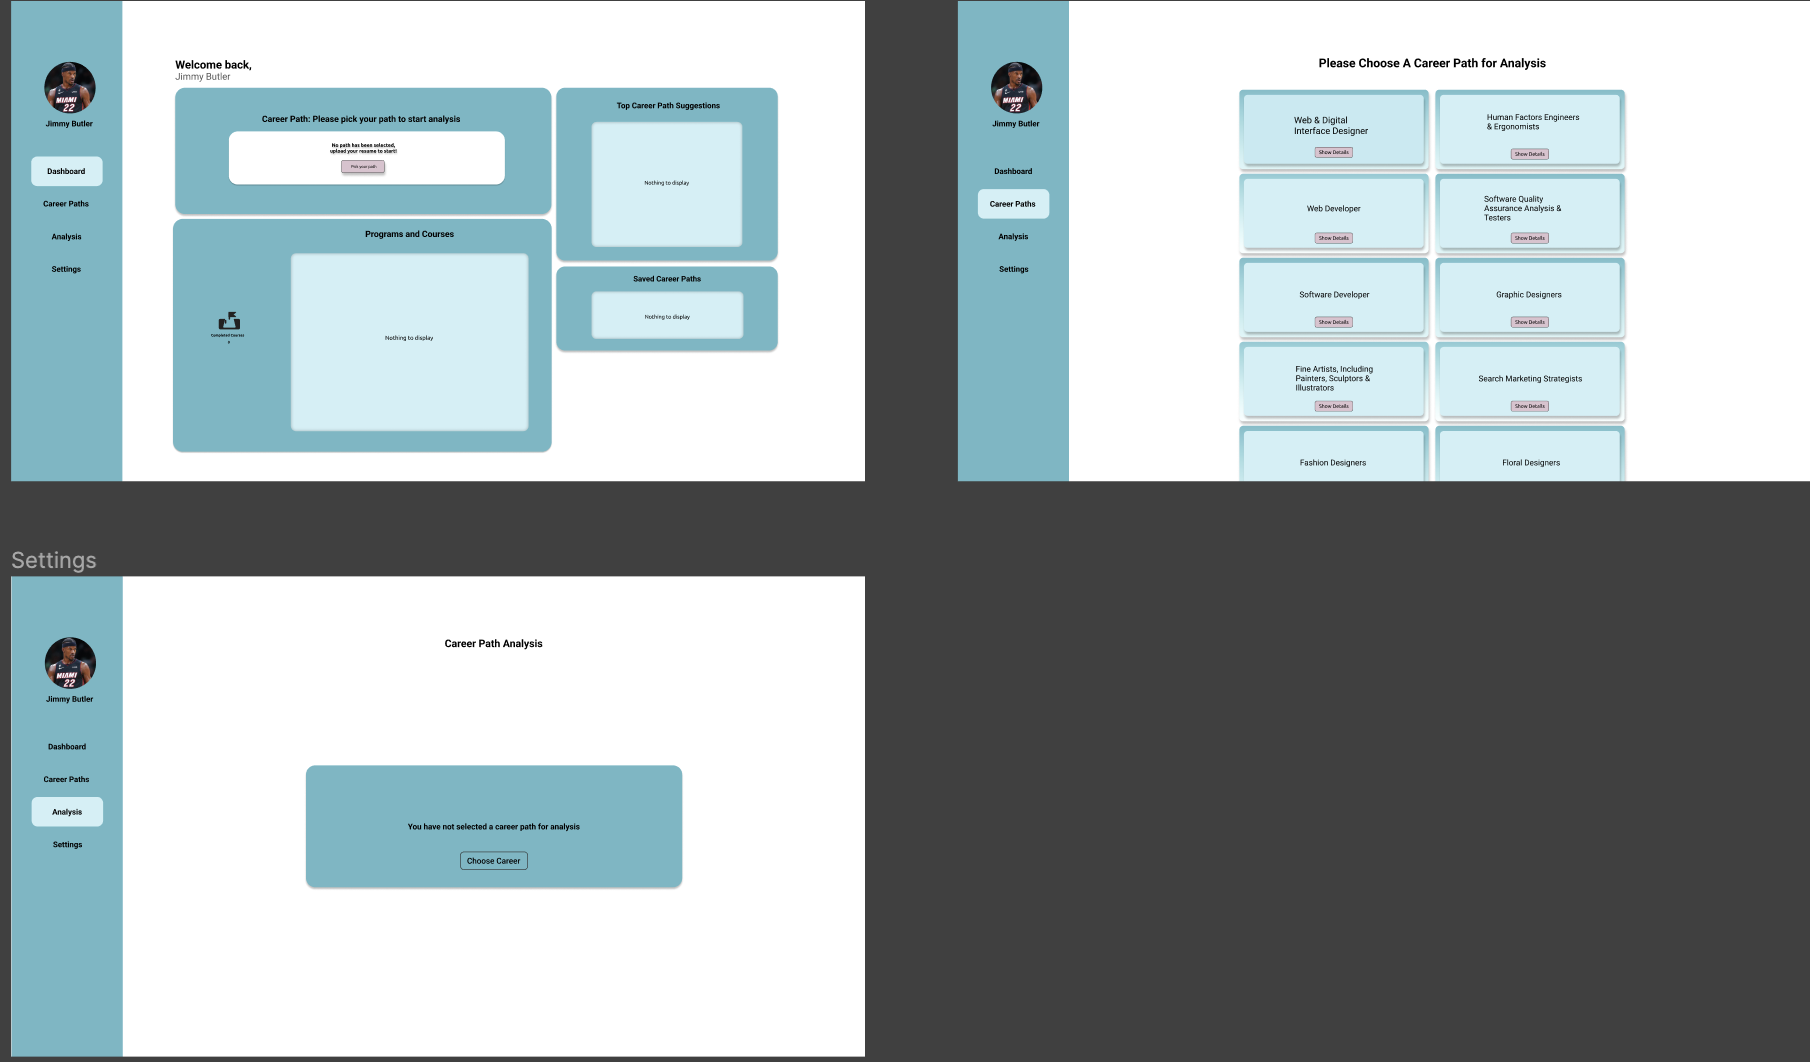 Welcome back,
Jimmy Butler
MIAMI
22
Jimmy Butler
Dashboard
Career Paths
Analysis
Settings
Career Path: Please pick your path to start analysis
No path has been selected,
upload your resume to start!
Pick your path
Top Career Path Suggestions
Nothing to display
Programs and Courses
Completed Courses
Nothing to display
Saved Career Paths
Nothing to display
MIAMI
22
Jimmy Butler
Dashboard
Career Paths
Analysis
Settings
Please Choose A Career Path for Analysis
Web & Digital
Interface Designer
Show Details
Human Factors Engineers
& Ergonomists
Show Details
Web Developer
Show Details
Software Quality
Assurance Analysis &
Testers
Show Details
Software Developer
Show Details
Graphic Designers
Show Details
Fine Artists, Including
Painters, Sculptors &
Illustrators
Show Details
Search Marketing Strategists
Show Details
Fashion Designers
Floral Designers
Settings
MIAMI
22
Jimmy Butler
Dashboard
Career Paths
Analysis
Settings
Career Path Analysis
You have not selected a career path for analysis
Choose Career